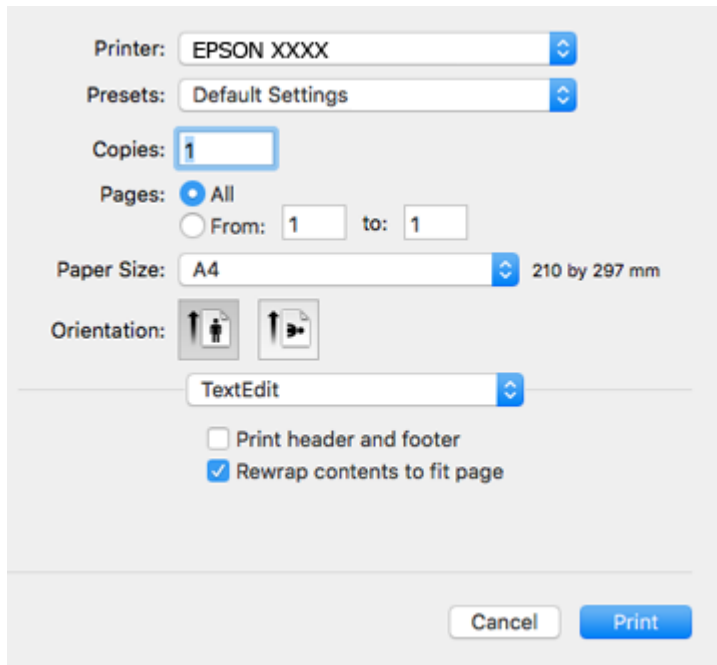 Printer: EPSON XXXX
Presets: Default Settings
Copies: 1
Pages: All
From: 1 to: 1
Paper Size: A4 210 by 297 mm
Orientation:
TextEdit
Print header and footer
Rewrap contents to fit page
Cancel Print